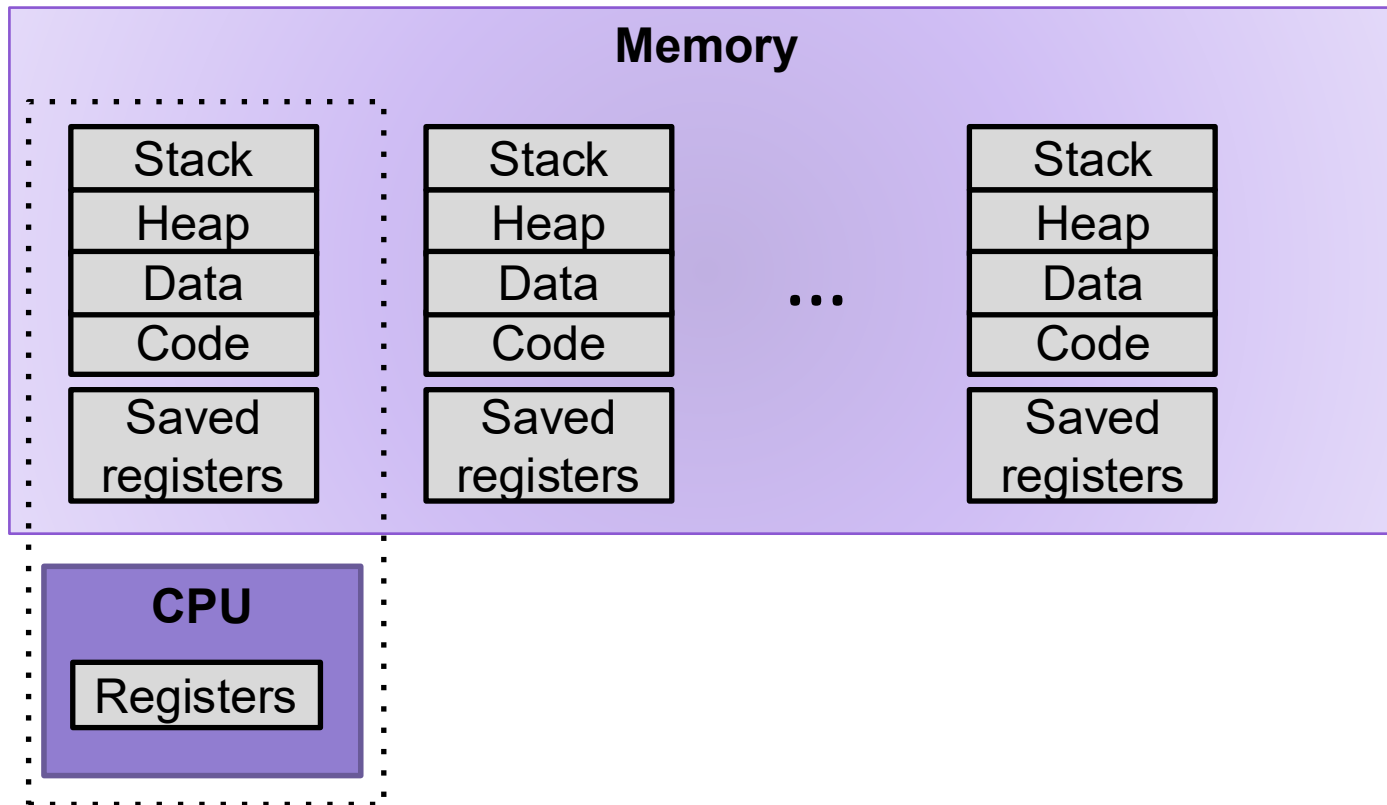 Memory
Stack
Heap
Data
Code
Saved
registers
Stack
Heap
Data
Code
Saved
registers
...
Stack
Heap
Data
Code
Saved
registers
CPU
Registers